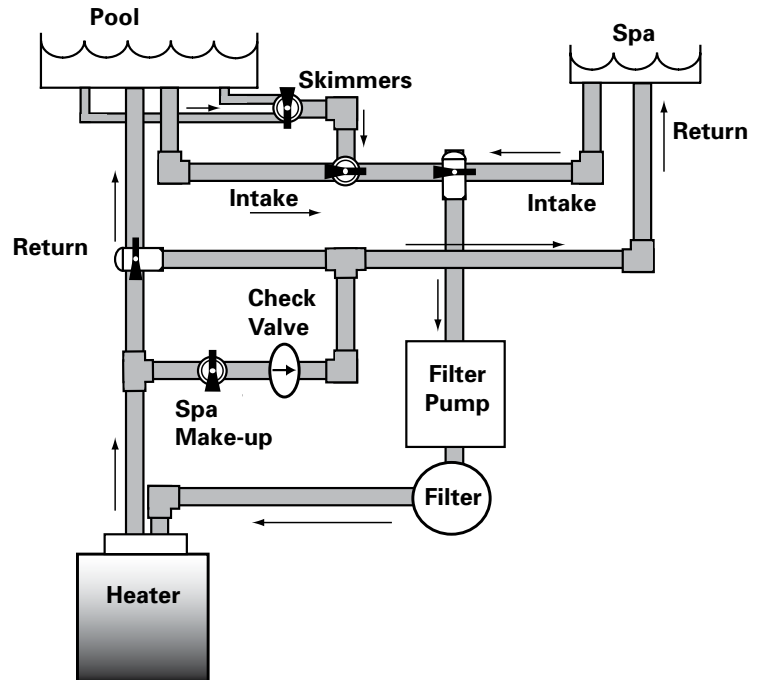 Pool
Spa
Skimmers
Return
Intake
Intake
Return
Check
Valve
Filter
Pump
Spa
Make-up
Filter
Heater